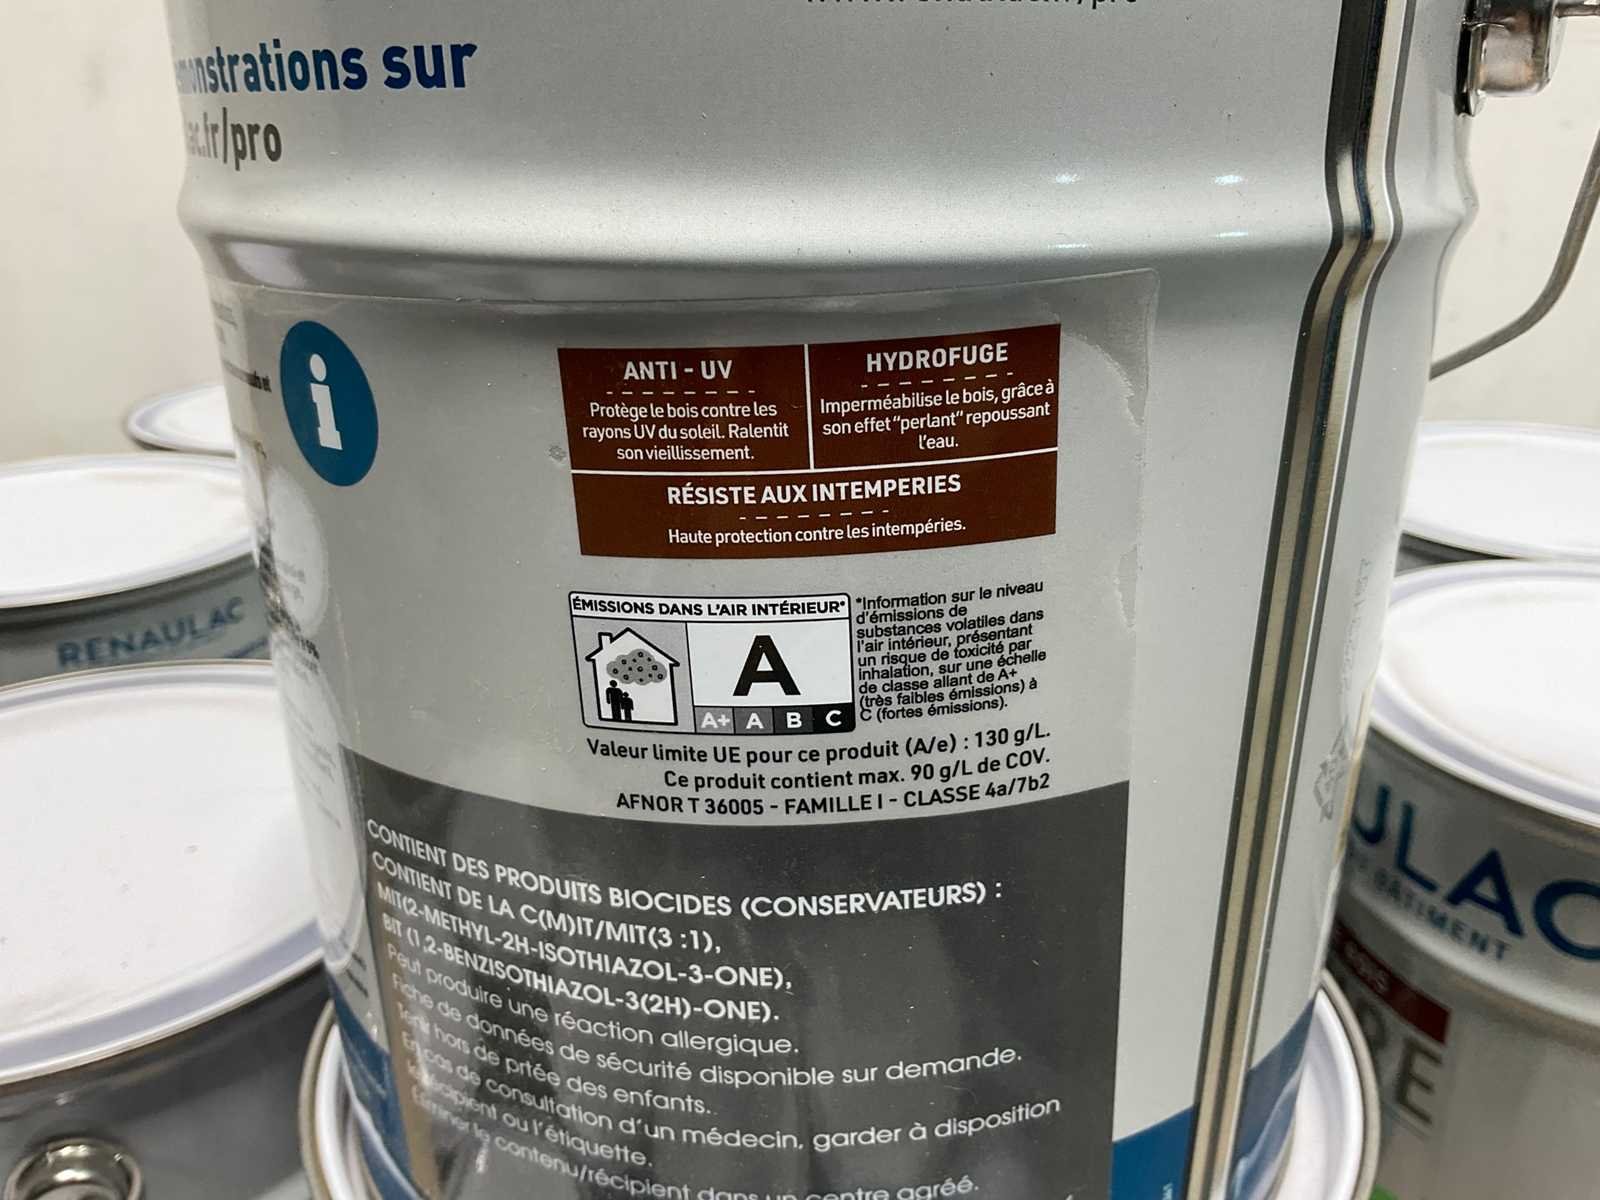 monstrations sur
ac.fr/pro
ANTI - UV
Protège le bois contre les
rayons UV du soleil. Ralentit
son vieillissement.
HYDROFUGE
Imperméabilise le bois, grâce à
son effet "perlant" repoussant
l'eau.
RÉSISTE AUX INTEMPERIES
Haute protection contre les intempéries.
ÉMISSIONS DANS L'AIR INTÉRIEUR*
A
A+ A B C
*Information sur le niveau
d'émissions de
substances volatiles dans
l'air intérieur, présentant
un risque de toxicité par
inhalation, sur une échelle
de classe allant de A+
(très faibles émissions) à
C (fortes émissions).
Valeur limite UE pour ce produit (A/e) : 130 g/L.
Ce produit contient max. 90 g/L de COV.
AFNOR T 36005 - FAMILLE I - CLASSE 4a/7b2
CONTIENT DES PRODUITS BIOCIDES (CONSERVATEURS) :
CONTIENT DE LA C(M)IT/MIT(3 :1),
MIT(2-METHYL-2H-ISOTHIAZOL-3-ONE),
BIT (1,2-BENZISOTHIAZOL-3(2H)-ONE).
Peut produire une réaction allergique.
Fiche de données de sécurité disponible sur demande.
Tenir hors de prtée des enfants..
En cas de consultation d'un médecin, garder à disposition
le récipient ou l'étiquette.
Éliminer le contenu/récipient dans un centre agréé.
RENAULAC
ULAC
BÂTIMENT